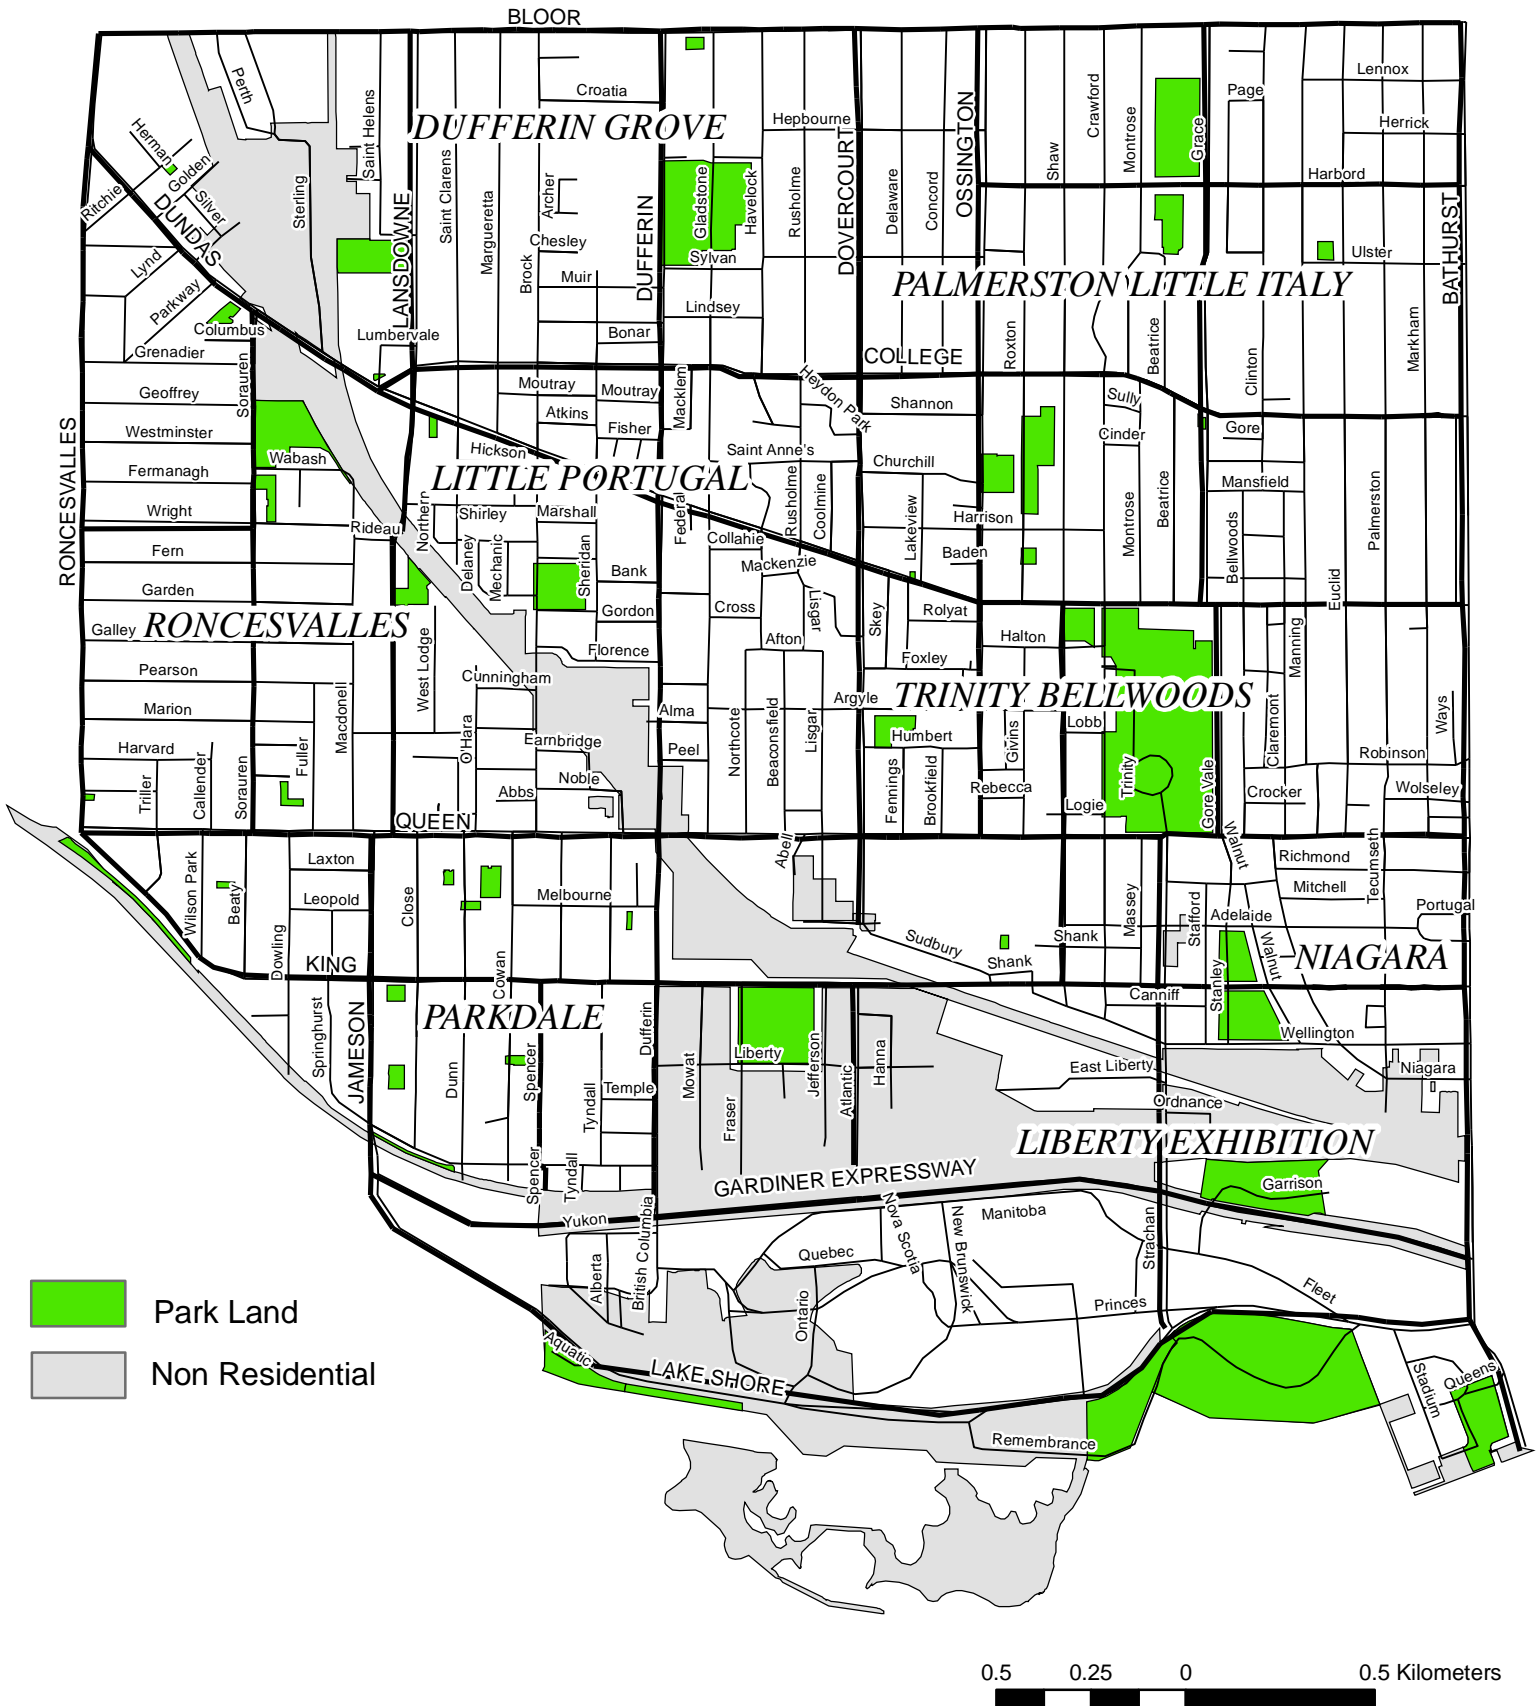 BLOOR
Lennox
Perth
Croatia
Page
Saint Helens
Crawford
Montrose
Grace
Herrick
DUFFERIN GROVE
Hepbourne
OSSINGTON
Herman
Golden
Harbord
Shaw
Ritchie
Silver
DUNDAS
Sterling
LANSDOWNE
Saint Clarens
Margueretta
Archer
DUFFERIN
Gladstone
Havelock
Rusholme
DOVERCOURT
Delaware
Concord
BATHURST
Chesley
Brock
Sylvan
Ulster
Lynd
Muir
PALMERSTON LITTLE ITALY
Parkway
Lindsey
Columbus
Lumbervale
Bonar
Roxton
Beatrice
Markham
Grenadier
COLLEGE
Clinton
Sorauren
Geoffrey
Moutray
Moutray
Macklem
Heydon Park
Shannon
Sully
Atkins
Fisher
Cinder
Gore
RONCESVALLES
Westminster
Wabash
Hickson
Saint Anne's
Churchill
Fermanagh
LITTLE PORTUGAL
Mansfield
Wright
Rideau
Northern
Shirley
Marshall
Federal
Rusholme
Coolmine
Lakeview
Harrison
Montrose
Beatrice
Palmerston
Fern
Collahie
Baden
Bellwoods
Delaney
Mechanic
Sheridan
Bank
Mackenzie
Euclid
Garden
Gordon
Cross
Lisgar
Skey
Rolyat
Galley
RONCESVALLES
Florence
Afton
Halton
Manning
Foxley
Pearson
West Lodge
Cunningham
Argyle
TRINITY BELLWOODS
Marion
Macdonell
Alma
Lobb
Givins
Claremont
Ways
Harvard
Fuller
O'Hara
Earnbridge
Peel
Northcote
Beaconsfield
Lisgar
Humbert
Robinson
Triller
Callender
Sorauren
Noble
Abbs
Fennings
Brookfield
Rebecca
Trinity
Gore Vale
Crocker
Wolseley
Logie
QUEEN
Walnut
Tecumseth
Wilson Park
Laxton
Abell
Richmond
Beaty
Leopold
Close
Melbourne
Massey
Stafford
Mitchell
Portugal
Adelaide
Dowling
Sudbury
Shank
Walnut
KING
Cowan
Shank
Stanley
NIAGARA
Canniff
Springhurst
JAMESON
PARKDALE
Dufferin
Wellington
Liberty
Mowat
Jefferson
Hanna
Dunn
Spencer
Temple
Atlantic
East Liberty
Niagara
Tyndall
Fraser
Ordnance
LIBERTY EXHIBITION
Spencer
Tyndall
GARDINER EXPRESSWAY
Garrison
Yukon
British Columbia
Nova Scotia
New Brunswick
Manitoba
Strachan
Quebec
Alberta
Fleet
Ontario
Princes
Park Land
Aquatic
LAKE SHORE
Stadium
Queens
Non Residential
Remembrance
0.5 0.25 0 0.5 Kilometers